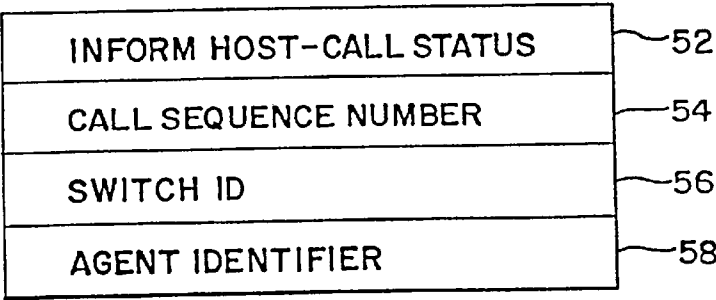 INFORM HOST-CALL STATUS 52
CALL SEQUENCE NUMBER 54
SWITCH ID 56
AGENT IDENTIFIER 58